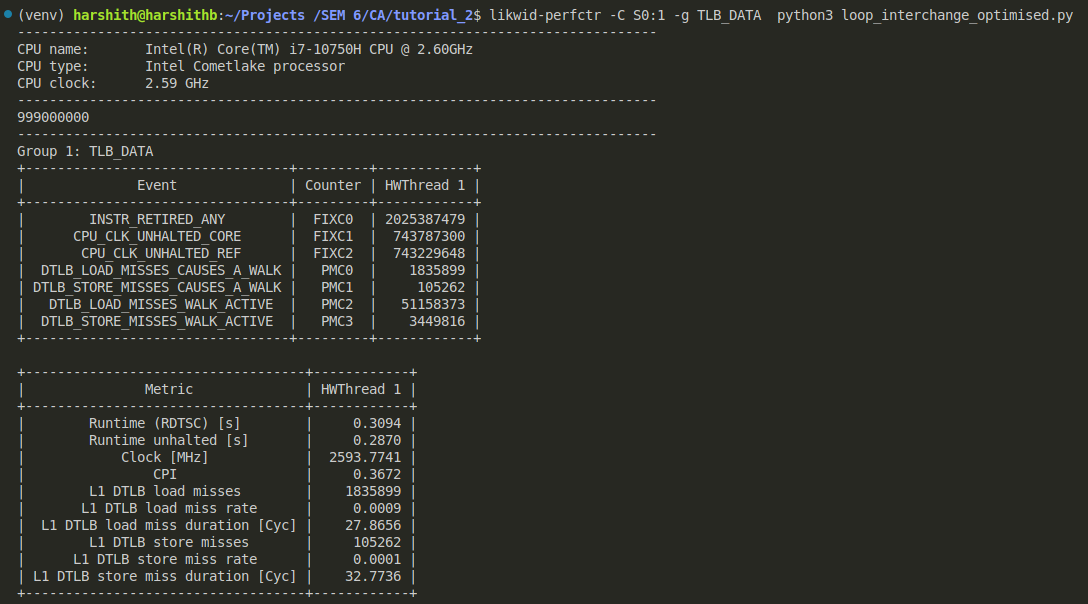 (venv) harshith@harshithb:~/Projects /SEM 6/CA/tutorial_2$ likwid-perfctr -C S0:1 -g TLB_DATA  python3 loop_interchange_optimised.py
--------------------------------------------------------------------------------
CPU name:       Intel(R) Core(TM) i7-10750H CPU @ 2.60GHz
CPU type:       Intel Cometlake processor
CPU clock:      2.59 GHz
--------------------------------------------------------------------------------
999000000
--------------------------------------------------------------------------------
Group 1: TLB_DATA
+---------------------------------+---------+------------+
|              Event              | Counter | HWThread 1 |
+---------------------------------+---------+------------+
|        INSTR_RETIRED_ANY        |  FIXC0  | 2025387479 |
|      CPU_CLK_UNHALTED_CORE      |  FIXC1  |  743787300 |
|       CPU_CLK_UNHALTED_REF      |  FIXC2  |  743229648 |
|  DTLB_LOAD_MISSES_CAUSES_A_WALK |   PMC0  |    1835899 |
| DTLB_STORE_MISSES_CAUSES_A_WALK |   PMC1  |     105262 |
|   DTLB_LOAD_MISSES_WALK_ACTIVE  |   PMC2  |   51158373 |
|  DTLB_STORE_MISSES_WALK_ACTIVE  |   PMC3  |    3449816 |
+---------------------------------+---------+------------+
+-----------------------------------+------------+
|               Metric              | HWThread 1 |
+-----------------------------------+------------+
|        Runtime (RDTSC) [s]        |     0.3094 |
|        Runtime unhalted [s]       |     0.2870 |
|            Clock [MHz]            |  2593.7741 |
|                CPI                |     0.3672 |
|        L1 DTLB load misses        |    1835899 |
|       L1 DTLB load miss rate      |     0.0009 |
|  L1 DTLB load miss duration [Cyc] |    27.8656 |
|        L1 DTLB store misses       |     105262 |
|      L1 DTLB store miss rate      |     0.0001 |
| L1 DTLB store miss duration [Cyc] |    32.7736 |
+-----------------------------------+------------+